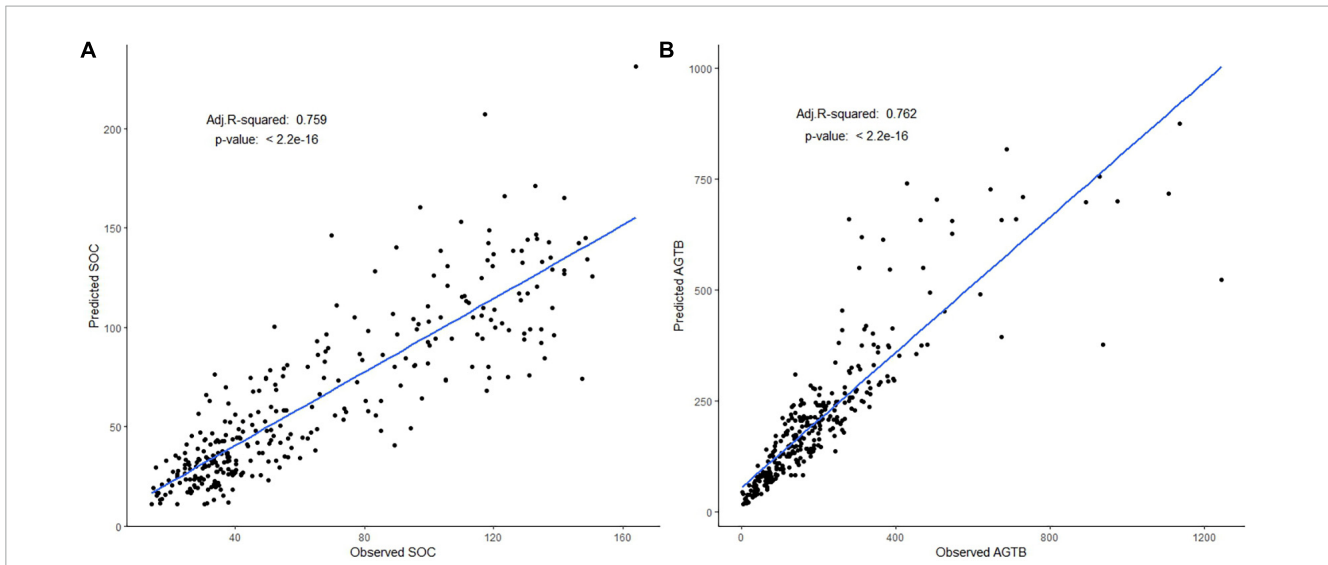 A
Adj.R-squared: 0.759
p-value: < 2.2e-16
200
150
100
50
0
Predicted SOC
40
80
120
160
Observed SOC
B
Adj.R-squared: 0.762
p-value: < 2.2e-16
1000
750
500
250
0
Predicted AGTB
0
400
800
1200
Observed AGTB